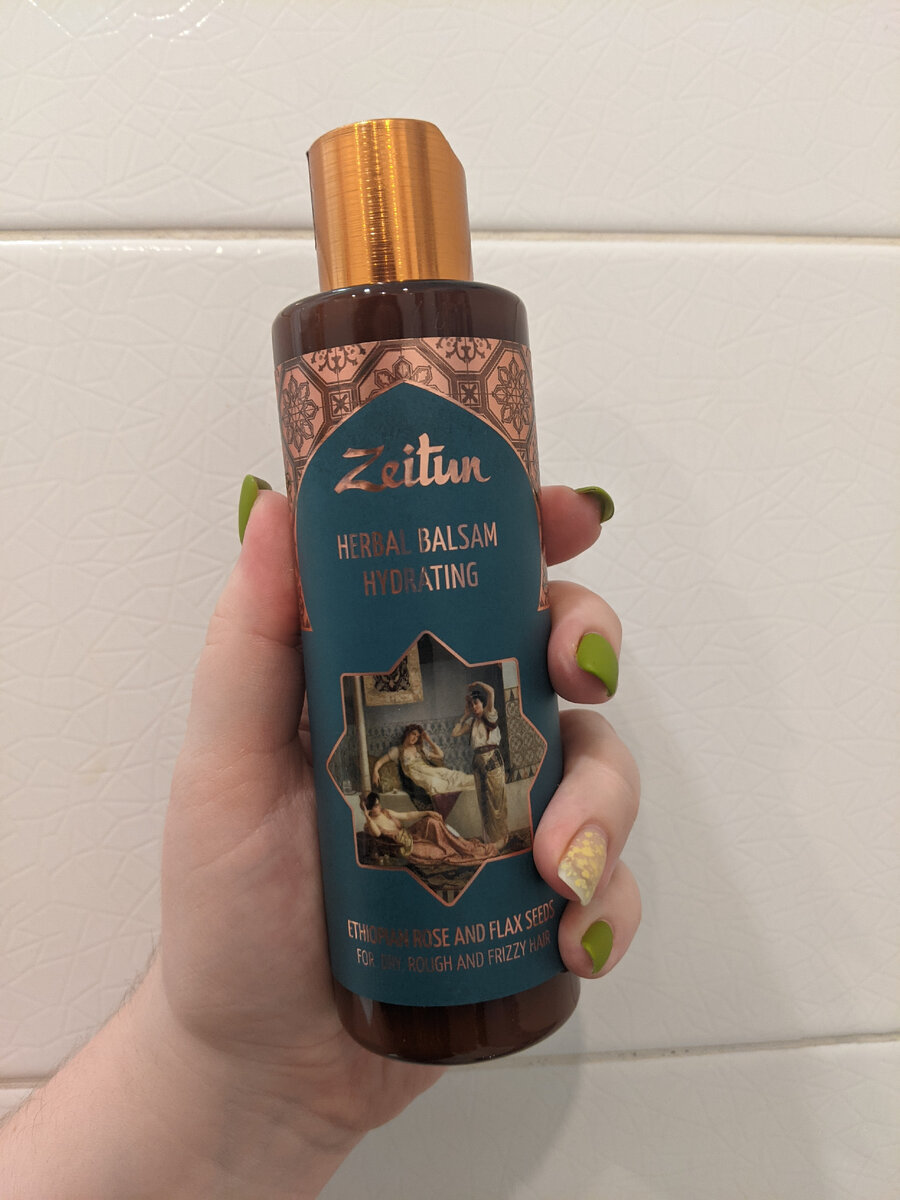 Zeitun
HERBAL BALSAM
HYDRATING
ETHIOPIAN ROSE AND FLAX SEEDS
FOR DRY, ROUGH AND FRIZZY HAIR